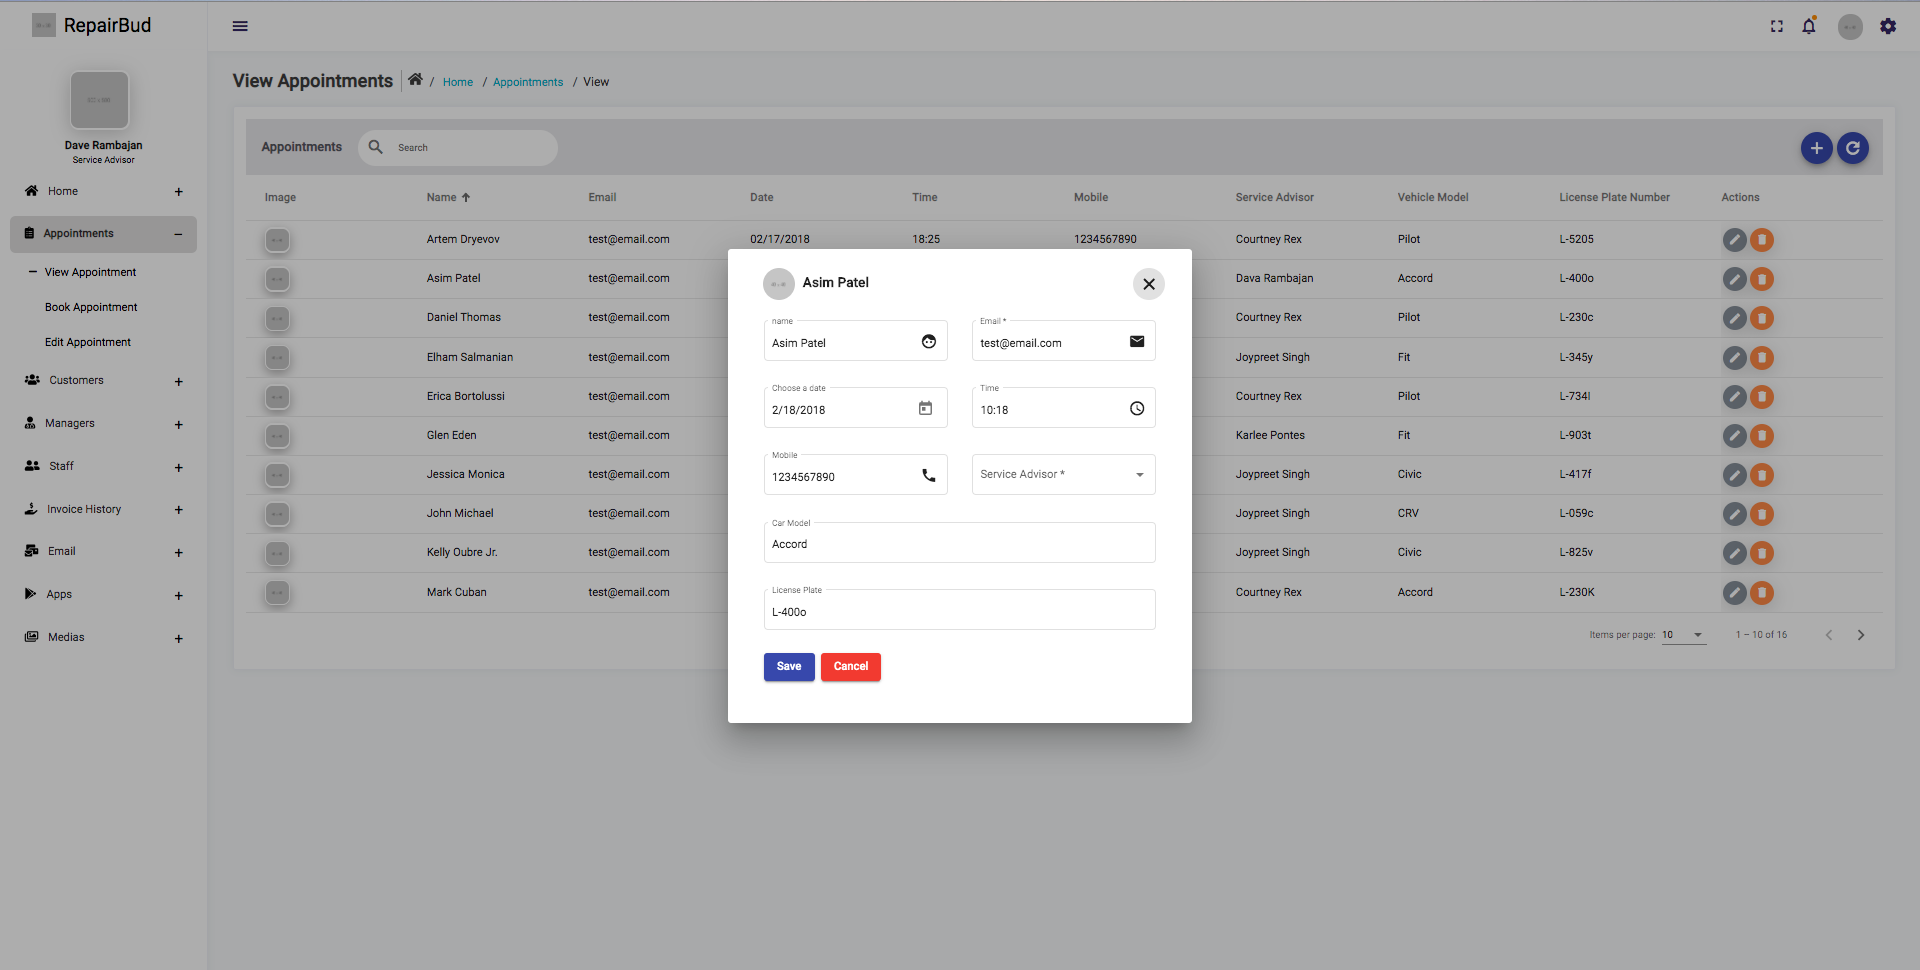 RepairBud
Dave Rambajan
Service Advisor
Home
Appointments
View Appointment
Book Appointment
Edit Appointment
Customers
Managers
Staff
Invoice History
Email
Apps
Medias
View Appointments / Home / Appointments / View
Appointments Search
Image Name Email Date Time Mobile Service Advisor Vehicle Model License Plate Number Actions
Artem Dryevov test@email.com 02/17/2018 18:25 1234567890 Courtney Rex Pilot L-5205
Asim Patel test@email.com Dava Rambajan Accord L-400o
Daniel Thomas test@email.com Courtney Rex Pilot L-230c
Elham Salmanian test@email.com Joypreet Singh Fit L-345y
Erica Bortolussi test@email.com Courtney Rex Pilot L-734l
Glen Eden test@email.com Karlee Pontes Fit L-903t
Jessica Monica test@email.com Joypreet Singh Civic L-417f
John Michael test@email.com Joypreet Singh CRV L-059c
Kelly Oubre Jr. test@email.com Joypreet Singh Civic L-825v
Mark Cuban test@email.com Courtney Rex Accord L-230K
Items per page: 10 1 – 10 of 16
Asim Patel
name
Asim Patel
Email *
test@email.com
Choose a date
2/18/2018
Time
10:18
Mobile
1234567890
Service Advisor *
Car Model
Accord
License Plate
L-400o
Save Cancel